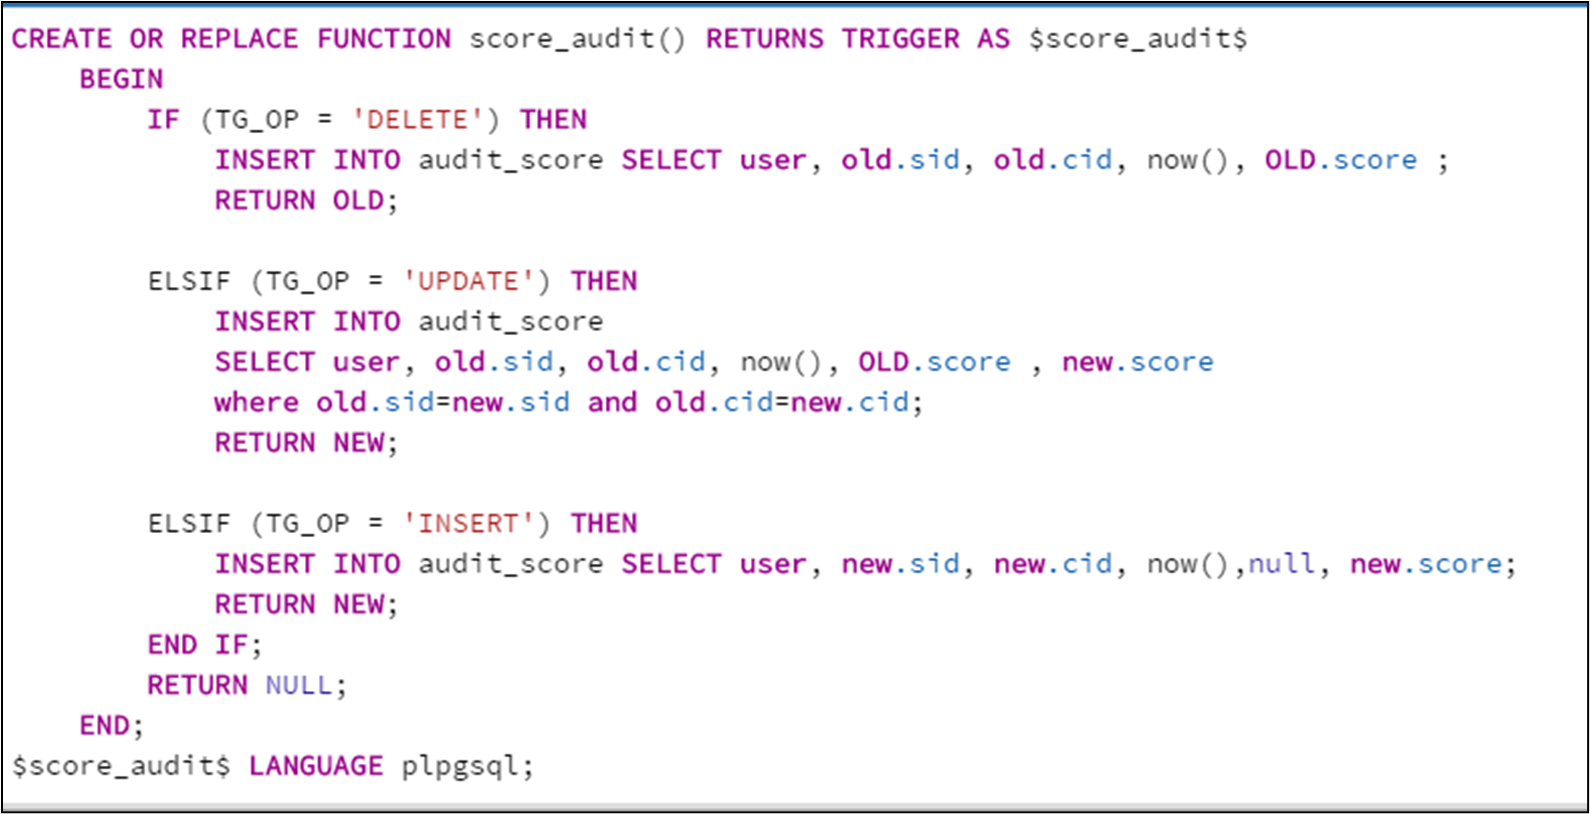 CREATE OR REPLACE FUNCTION score_audit() RETURNS TRIGGER AS $score_audit$
BEGIN
IF (TG_OP = 'DELETE') THEN
INSERT INTO audit_score SELECT user, old.sid, old.cid, now(), OLD.score ;
RETURN OLD;
ELSIF (TG_OP = 'UPDATE') THEN
INSERT INTO audit_score
SELECT user, old.sid, old.cid, now(), OLD.score , new.score
where old.sid=new.sid and old.cid=new.cid;
RETURN NEW;
ELSIF (TG_OP = 'INSERT') THEN
INSERT INTO audit_score SELECT user, new.sid, new.cid, now(),null, new.score;
RETURN NEW;
END IF;
RETURN NULL;
END;
$score_audit$ LANGUAGE plpgsql;